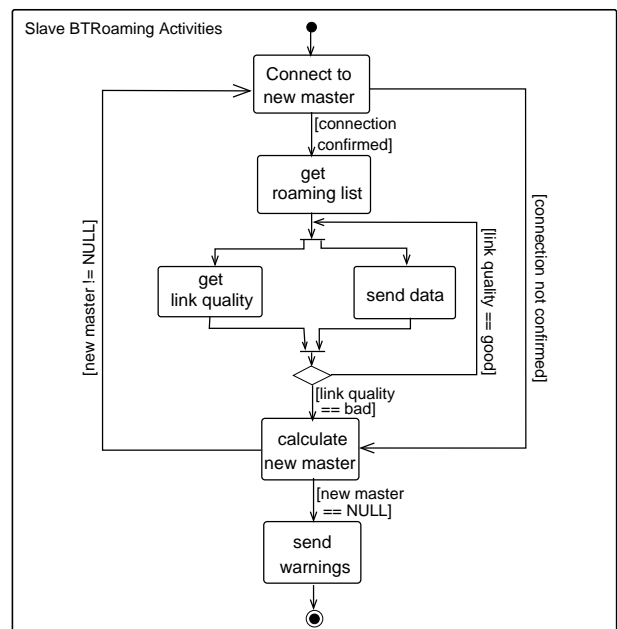 Slave BTRoaming Activities
Connect to
new master
[connection
confirmed]
get
roaming list
[new master != NULL]
[link quality == good]
[connection not confirmed]
get
link quality
send data
[link quality
== bad]
calculate
new master
[new master
== NULL]
send
warnings